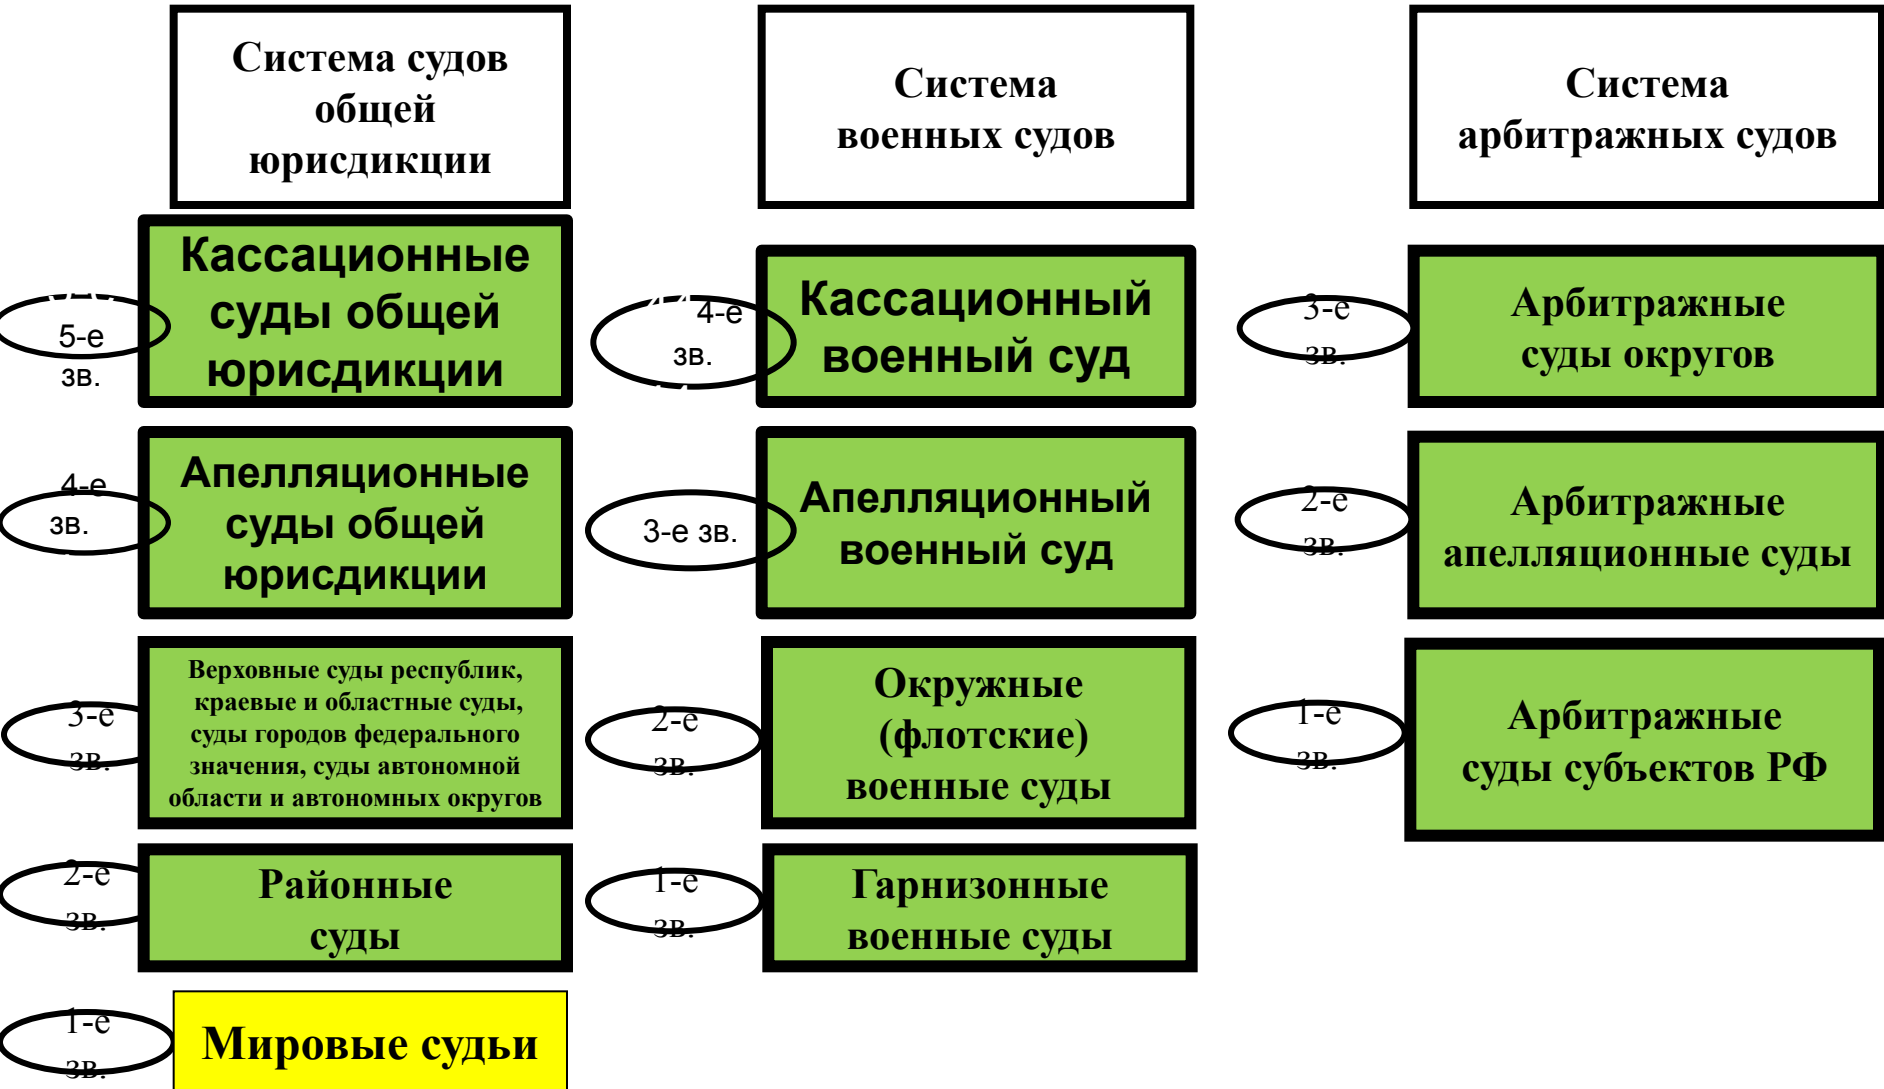 Система судов
общей
юрисдикции
Система
военных судов
Система
арбитражных судов
5-е
зв.
Кассационные
суды общей
юрисдикции
4-е
зв.
Кассационный
военный суд
3-е
зв.
Арбитражные
суды округов
4-е
зв.
Апелляционные
суды общей
юрисдикции
3-е зв.
Апелляционный
военный суд
2-е
зв.
Арбитражные
апелляционные суды
3-е
зв.
Верховные суды республик,
краевые и областные суды,
суды городов федерального
значения, суды автономной
области и автономных округов
2-е
зв.
Окружные
(флотские)
военные суды
1-е
зв.
Арбитражные
суды субъектов РФ
2-е
зв.
Районные
суды
1-е
зв.
Гарнизонные
военные суды
1-е
зв.
Мировые судьи